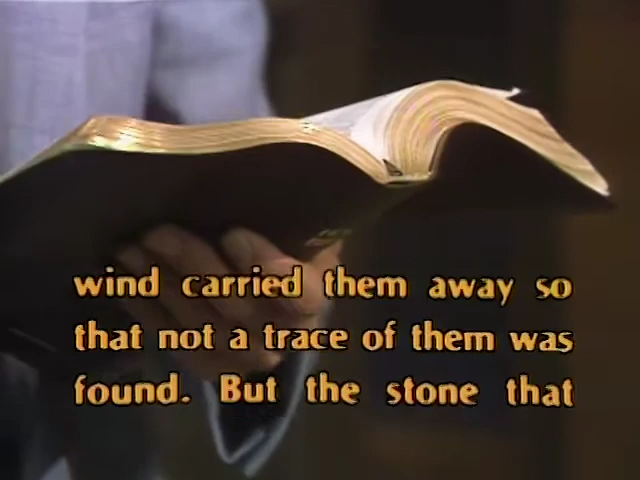 wind carried them away so
that not a trace of them was
found. But the stone that